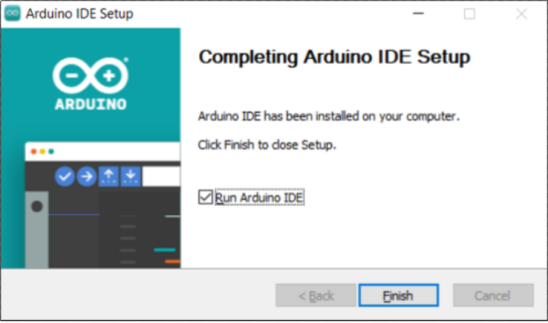 Arduino IDE Setup
Completing Arduino IDE Setup
ARDUINO
Arduino IDE has been installed on your computer.
Click Finish to close Setup.
Run Arduino IDE
< Back
Finish
Cancel